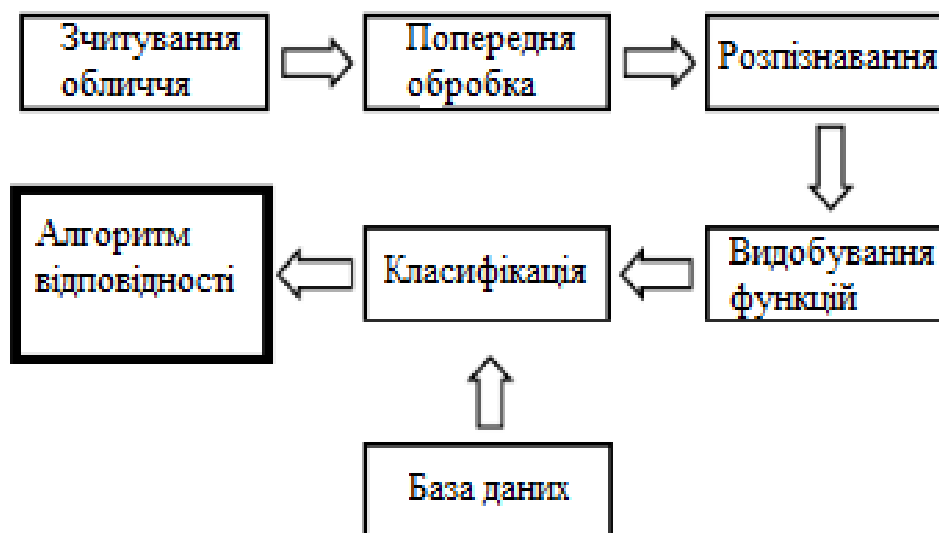 Зчитування
обличчя
Попередня
обробка
Розпізнавання
Видобування
функцій
Класифікація
Алгоритм
відповідності
База даних